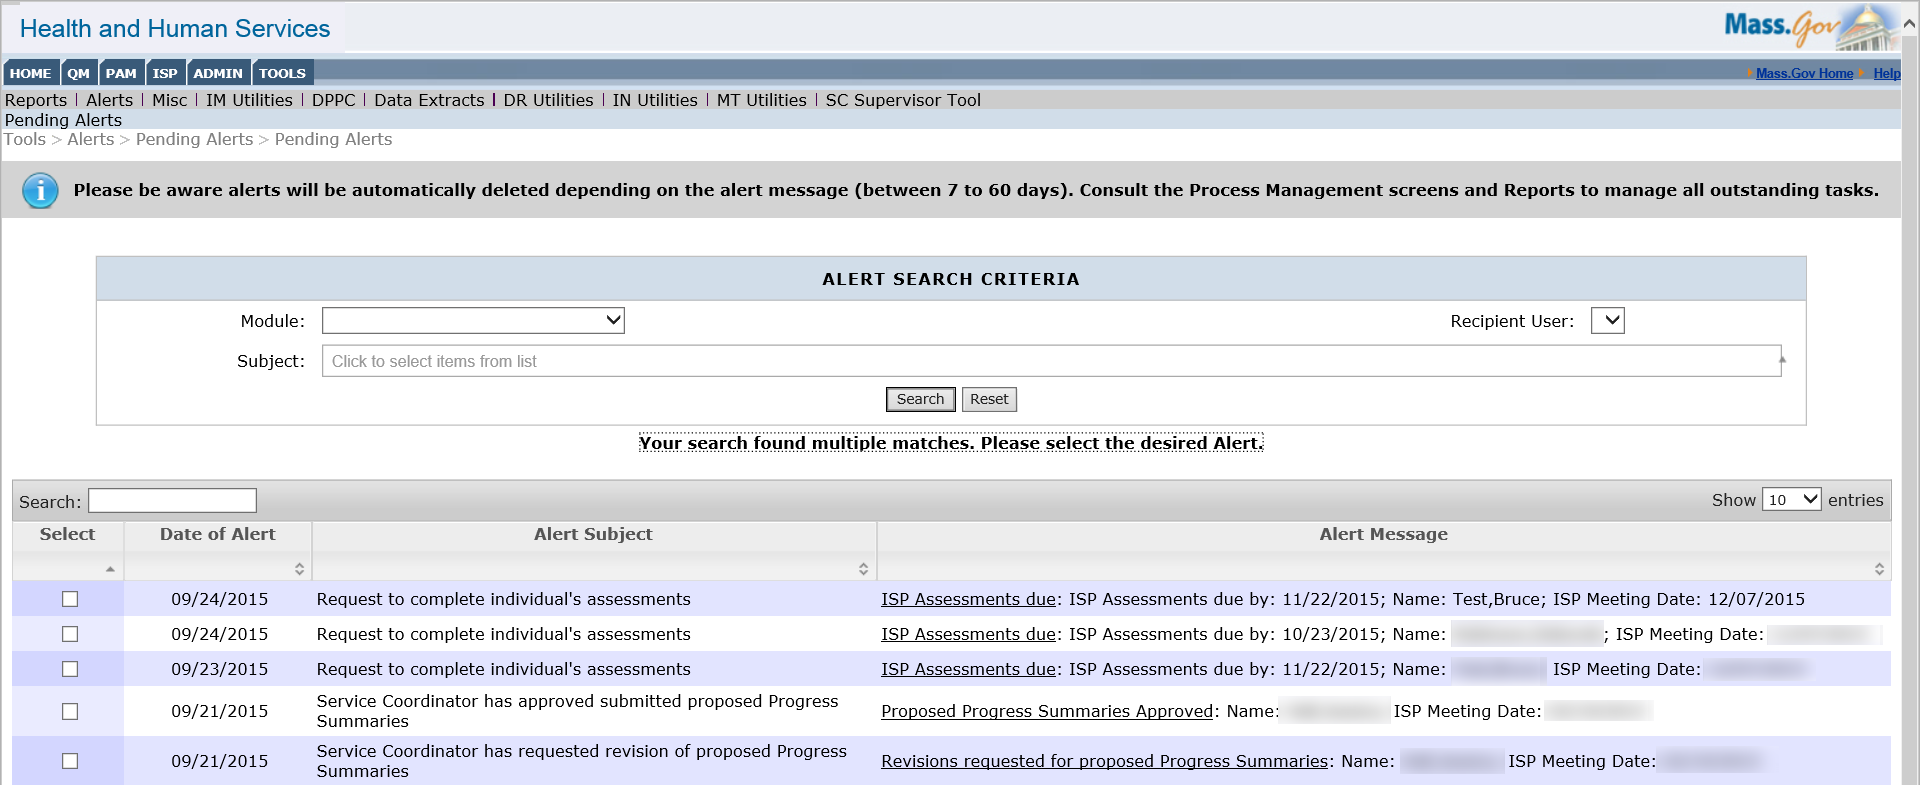 Health and Human Services
Mass.Gov
HOME QM PAM ISP ADMIN TOOLS
Mass.Gov Home Help
Reports | Alerts | Misc | IM Utilities | DPPC | Data Extracts | DR Utilities | IN Utilities | MT Utilities | SC Supervisor Tool
Pending Alerts
Tools > Alerts > Pending Alerts > Pending Alerts
Please be aware alerts will be automatically deleted depending on the alert message (between 7 to 60 days). Consult the Process Management screens and Reports to manage all outstanding tasks.
ALERT SEARCH CRITERIA
Module: Recipient User:
Subject: Click to select items from list
Search Reset
Your search found multiple matches. Please select the desired Alert.
Search: Show 10 entries
Select Date of Alert Alert Subject Alert Message
09/24/2015 Request to complete individual's assessments ISP Assessments due: ISP Assessments due by: 11/22/2015; Name: Test,Bruce; ISP Meeting Date: 12/07/2015
09/24/2015 Request to complete individual's assessments ISP Assessments due: ISP Assessments due by: 10/23/2015; Name: ; ISP Meeting Date:
09/23/2015 Request to complete individual's assessments ISP Assessments due: ISP Assessments due by: 11/22/2015; Name: ISP Meeting Date:
09/21/2015 Service Coordinator has approved submitted proposed Progress Proposed Progress Summaries Approved: Name: ISP Meeting Date:
Summaries
09/21/2015 Service Coordinator has requested revision of proposed Progress Revisions requested for proposed Progress Summaries: Name: ISP Meeting Date:
Summaries